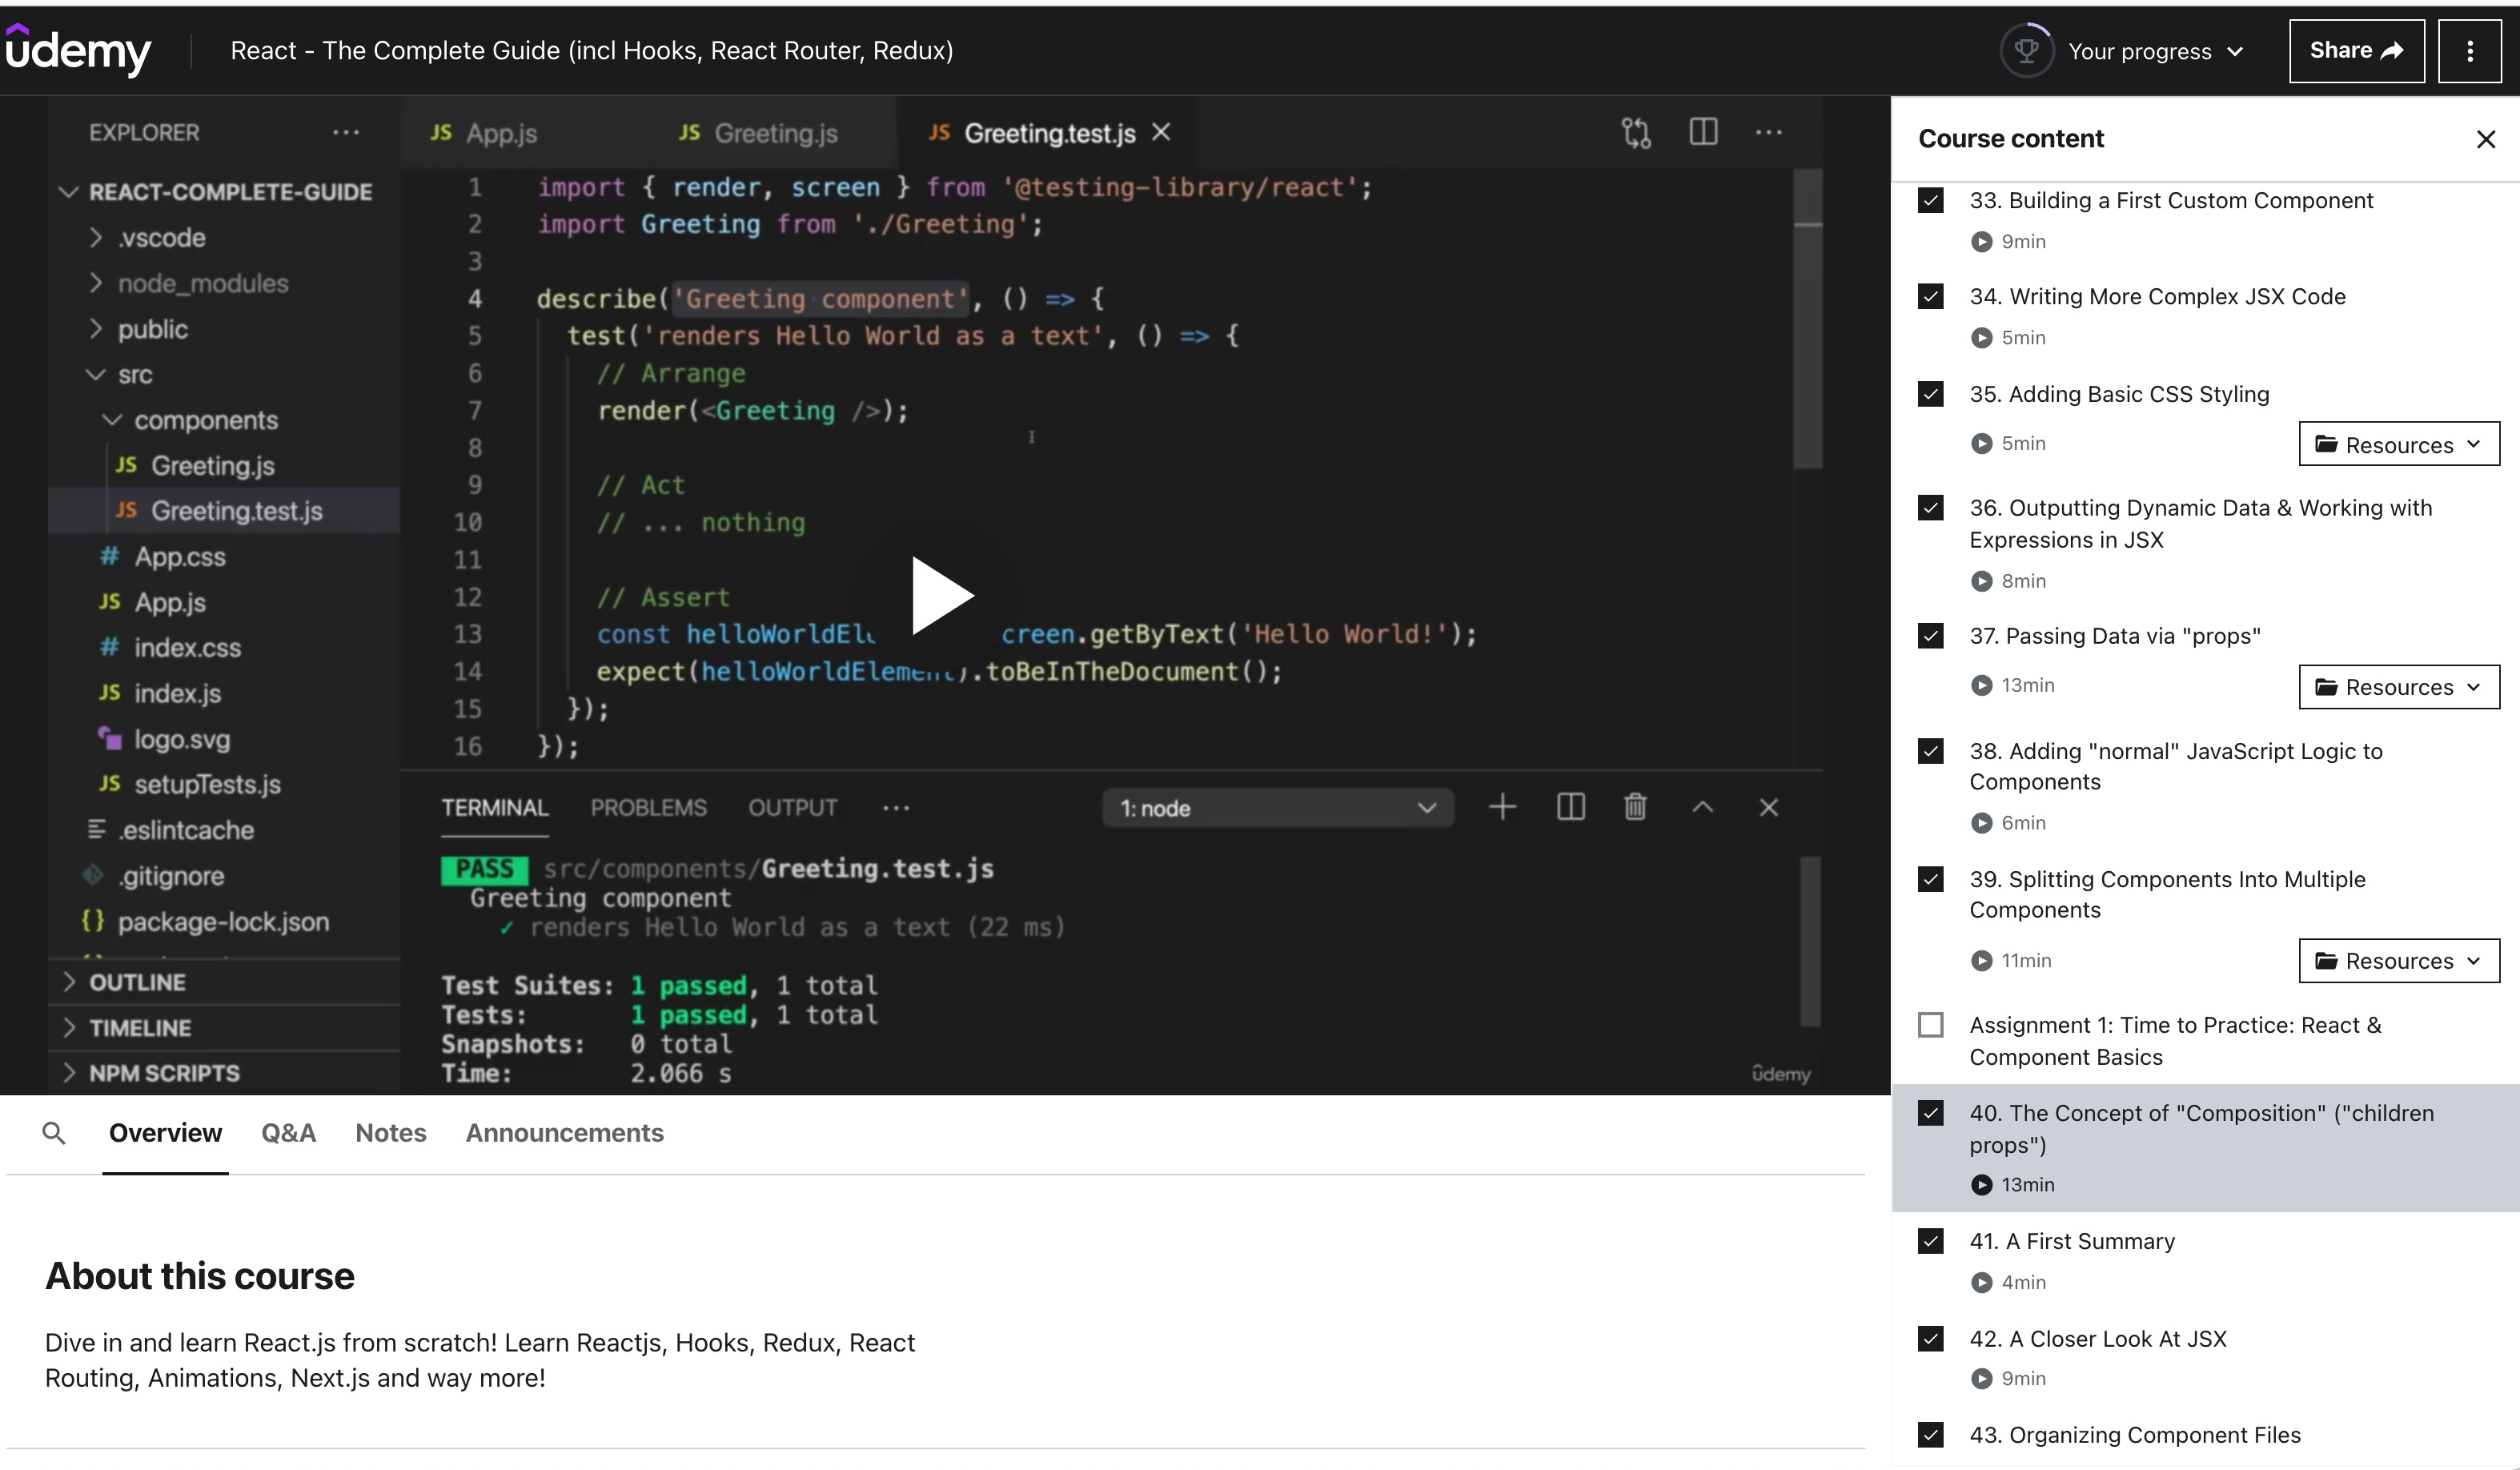 ûdemy
React - The Complete Guide (incl Hooks, React Router, Redux)
Your progress
Share
EXPLORER
REACT-COMPLETE-GUIDE
.vscode
node_modules
public
src
components
JS Greeting.js
JS Greeting.test.js
# App.css
JS App.js
# index.css
JS index.js
logo.svg
JS setupTests.js
.eslintcache
.gitignore
{} package-lock.json
OUTLINE
TIMELINE
NPM SCRIPTS
JS App.js
JS Greeting.js
JS Greeting.test.js
1 import { render, screen } from '@testing-library/react';
2 import Greeting from './Greeting';
3
4 describe('Greeting component', () => {
5 test('renders Hello World as a text', () => {
6 // Arrange
7 render(<Greeting />);
8
9 // Act
10 // ... nothing
11
12 // Assert
13 const helloWorldEle creen.getByText('Hello World!');
14 expect(helloWorldElement).toBeInTheDocument();
15 });
16 });
TERMINAL PROBLEMS OUTPUT ···
1: node
PASS src/components/Greeting.test.js
Greeting component
✓ renders Hello World as a text (22 ms)
Test Suites: 1 passed, 1 total
Tests: 1 passed, 1 total
Snapshots: 0 total
Time: 2.066 s
ûdemy
Overview
Q&A
Notes
Announcements
About this course
Dive in and learn React.js from scratch! Learn Reactjs, Hooks, Redux, React
Routing, Animations, Next.js and way more!
Course content
33. Building a First Custom Component
9min
34. Writing More Complex JSX Code
5min
35. Adding Basic CSS Styling
5min
Resources
36. Outputting Dynamic Data & Working with
Expressions in JSX
8min
37. Passing Data via "props"
13min
Resources
38. Adding "normal" JavaScript Logic to
Components
6min
39. Splitting Components Into Multiple
Components
11min
Resources
Assignment 1: Time to Practice: React &
Component Basics
40. The Concept of "Composition" ("children
props")
13min
41. A First Summary
4min
42. A Closer Look At JSX
9min
43. Organizing Component Files